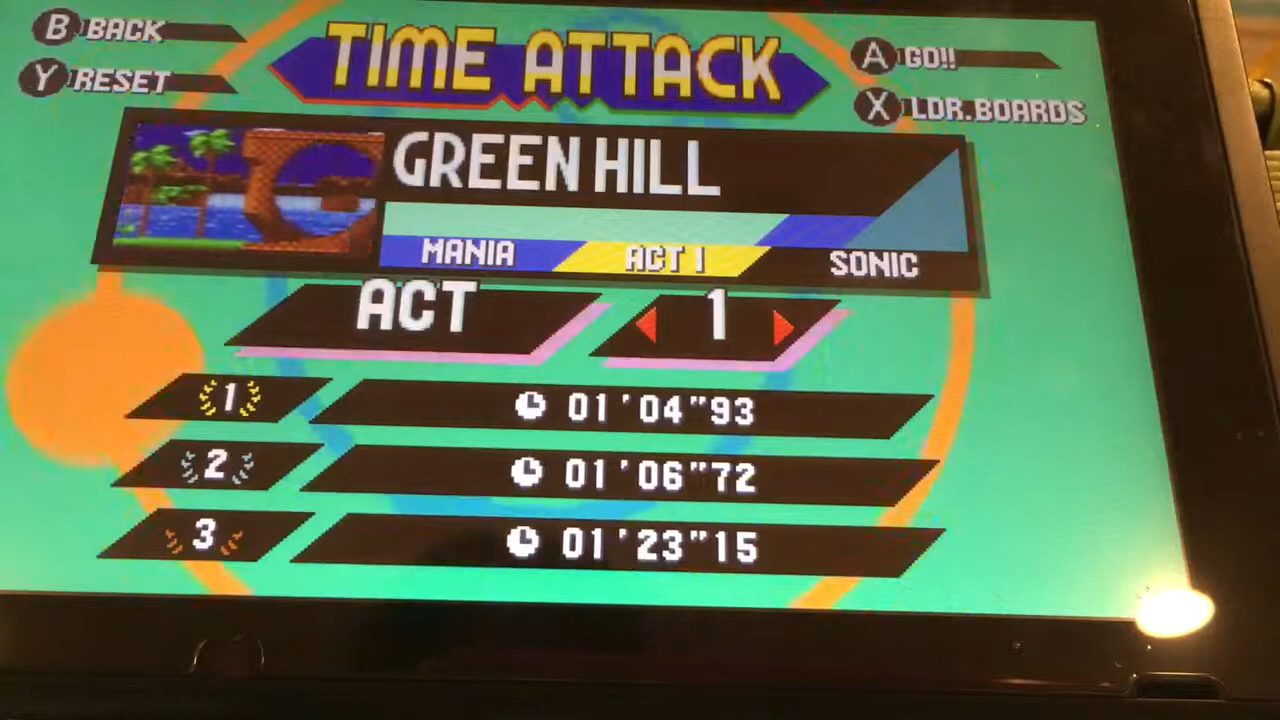 B BACK
TIME ATTACK
A GO!!
Y RESET
X LDR.BOARDS
GREEN HILL
MANIA ACT 1 SONIC
ACT 1
1 01'04"93
2 01'06"72
3 01'23"15